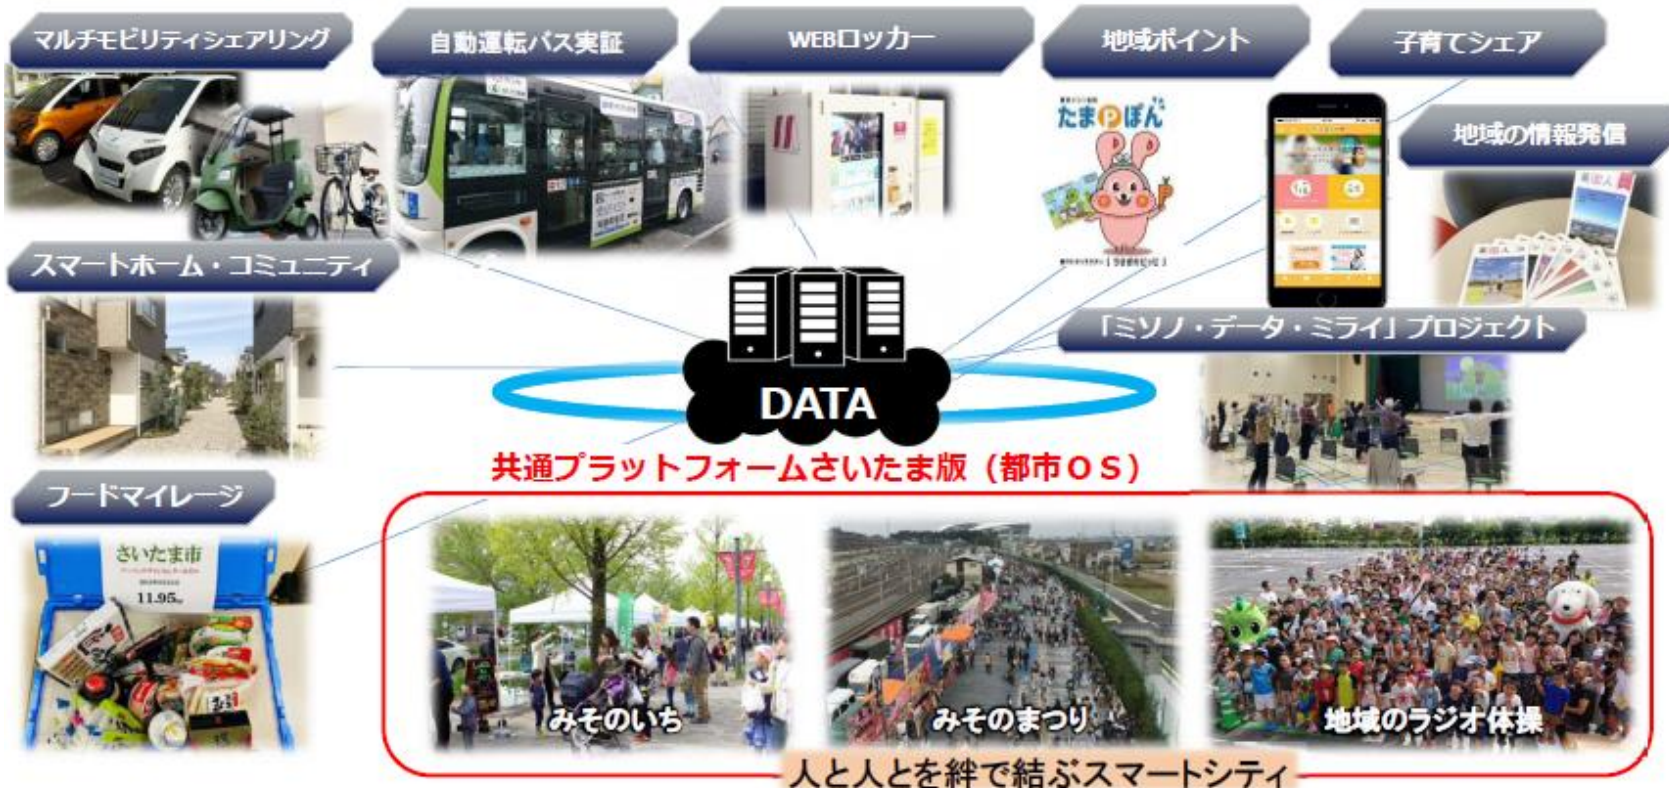 マルチモビリティシェアリング
自動運転バス実証
WEBロッカー
地域ポイント
子育てシェア
たまPぽん
地域の情報発信
スマートホーム・コミュニティ
「ミソノ・データ・ミライ」プロジェクト
DATA
共通プラットフォームさいたま版（都市ＯＳ）
フードマイレージ
さいたま市
11.95
みそのいち
みそのまつり
地域のラジオ体操
人と人とを絆で結ぶスマートシティ